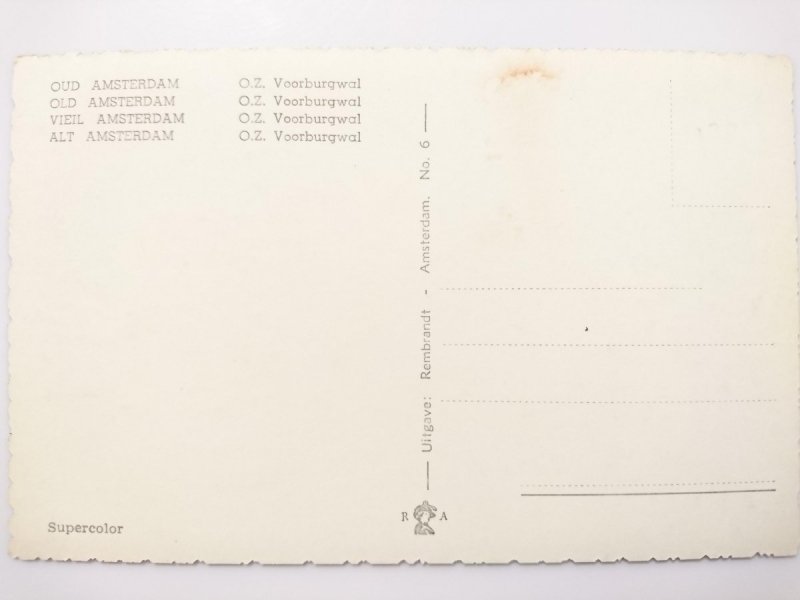 OUD AMSTERDAM O.Z. Voorburgwal
OLD AMSTERDAM O.Z. Voorburgwal
VIEIL AMSTERDAM O.Z. Voorburgwal
ALT AMSTERDAM O.Z. Voorburgwal
Uitgave: Rembrandt - Amsterdam. No. 6
Supercolor
R A